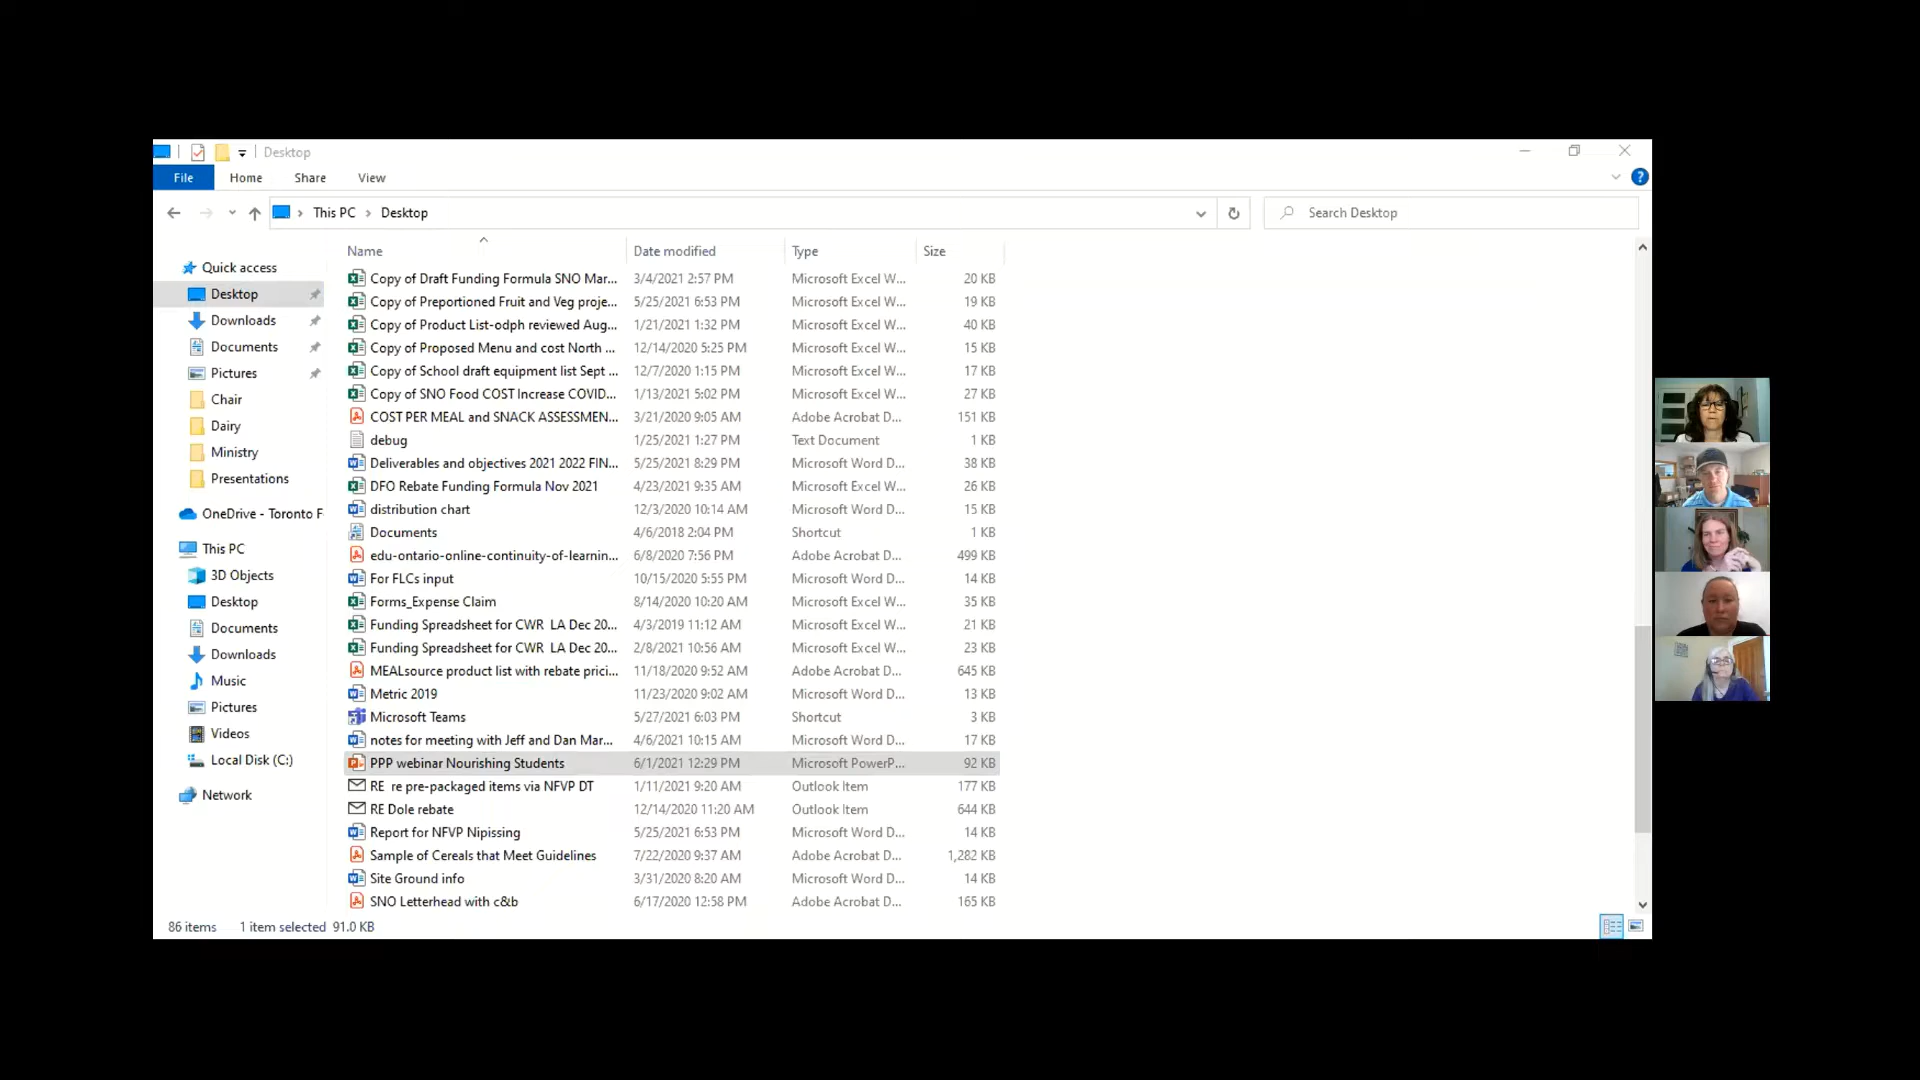 Desktop
File Home Share View
This PC > Desktop
Search Desktop
Name Date modified Type Size
Quick access
Desktop
Downloads
Documents
Pictures
Chair
Dairy
Ministry
Presentations
OneDrive - Toronto F
This PC
3D Objects
Desktop
Documents
Downloads
Music
Pictures
Videos
Local Disk (C:)
Network
Copy of Draft Funding Formula SNO Mar... 3/4/2021 2:57 PM Microsoft Excel W... 20 KB
Copy of Preportioned Fruit and Veg proje... 5/25/2021 6:53 PM Microsoft Excel W... 19 KB
Copy of Product List-odph reviewed Aug... 1/21/2021 1:32 PM Microsoft Excel W... 40 KB
Copy of Proposed Menu and cost North ... 12/14/2020 5:25 PM Microsoft Excel W... 15 KB
Copy of School draft equipment list Sept ... 12/7/2020 1:15 PM Microsoft Excel W... 17 KB
Copy of SNO Food COST Increase COVID... 1/13/2021 5:02 PM Microsoft Excel W... 27 KB
COST PER MEAL and SNACK ASSESSMEN... 3/21/2020 9:05 AM Adobe Acrobat D... 151 KB
debug 1/25/2021 1:27 PM Text Document 1 KB
Deliverables and objectives 2021 2022 FIN... 5/25/2021 8:29 PM Microsoft Word D... 38 KB
DFO Rebate Funding Formula Nov 2021 4/23/2021 9:35 AM Microsoft Excel W... 26 KB
distribution chart 12/3/2020 10:14 AM Microsoft Word D... 15 KB
Documents 4/6/2018 2:04 PM Shortcut 1 KB
edu-ontario-online-continuity-of-learnin... 6/8/2020 7:56 PM Adobe Acrobat D... 499 KB
For FLCs input 10/15/2020 5:55 PM Microsoft Word D... 14 KB
Forms_Expense Claim 8/14/2020 10:20 AM Microsoft Excel W... 35 KB
Funding Spreadsheet for CWR LA Dec 20... 4/3/2019 11:12 AM Microsoft Excel W... 21 KB
Funding Spreadsheet for CWR LA Dec 20... 2/8/2021 10:56 AM Microsoft Excel W... 23 KB
MEALsource product list with rebate prici... 11/18/2020 9:52 AM Adobe Acrobat D... 645 KB
Metric 2019 11/23/2020 9:02 AM Microsoft Word D... 13 KB
Microsoft Teams 5/27/2021 6:03 PM Shortcut 3 KB
notes for meeting with Jeff and Dan Mar... 4/6/2021 10:15 AM Microsoft Word D... 17 KB
PPP webinar Nourishing Students 6/1/2021 12:29 PM Microsoft PowerP... 92 KB
RE re pre-packaged items via NFVP DT 1/11/2021 9:20 AM Outlook Item 177 KB
RE Dole rebate 12/14/2020 11:20 AM Outlook Item 644 KB
Report for NFVP Nipissing 5/25/2021 6:53 PM Microsoft Word D... 14 KB
Sample of Cereals that Meet Guidelines 7/22/2020 9:37 AM Adobe Acrobat D... 1,282 KB
Site Ground info 3/31/2020 8:20 AM Microsoft Word D... 14 KB
SNO Letterhead with c&b 6/17/2020 12:58 PM Adobe Acrobat D... 165 KB
86 items 1 item selected 91.0 KB